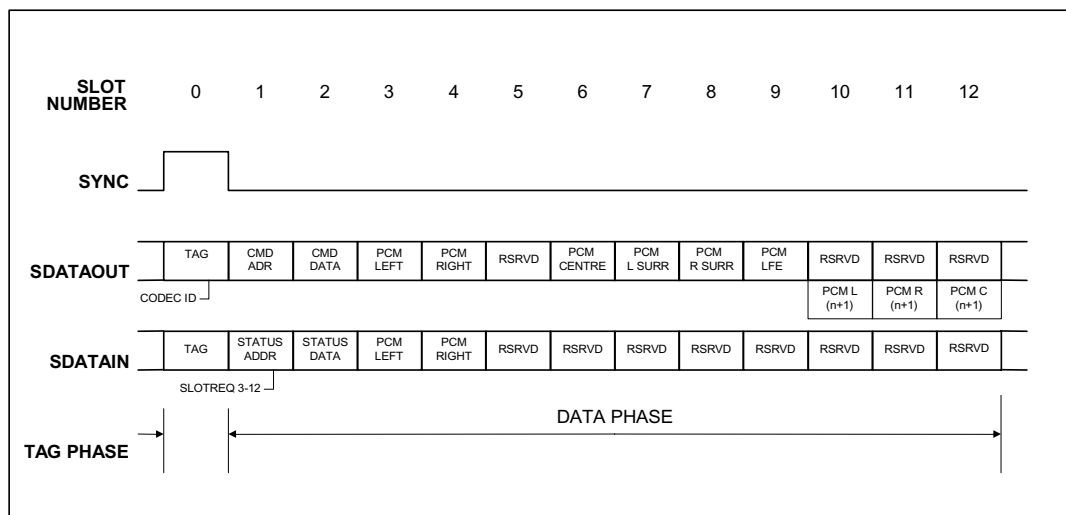 SLOT
NUMBER
0 1 2 3 4 5 6 7 8 9 10 11 12
SYNC
SDATAOUT
TAG
CMD
ADR
CMD
DATA
PCM
LEFT
PCM
RIGHT
RSRVD
PCM
CENTRE
PCM
L SURR
PCM
R SURR
PCM
LFE
RSRVD
RSRVD
RSRVD
CODEC ID
PCM L
(n+1)
PCM R
(n+1)
PCM C
(n+1)
SDATAIN
TAG
STATUS
ADDR
STATUS
DATA
PCM
LEFT
PCM
RIGHT
RSRVD
RSRVD
RSRVD
RSRVD
RSRVD
RSRVD
RSRVD
RSRVD
SLOTREQ 3-12
DATA PHASE
TAG PHASE